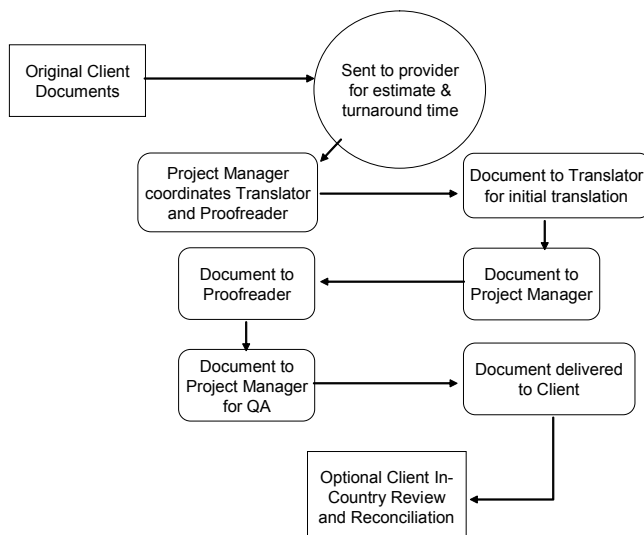 Original Client
Documents
Sent to provider
for estimate &
turnaround time
Project Manager
coordinates Translator
and Proofreader
Document to Translator
for initial translation
Document to
Project Manager
Document to
Proofreader
Document to
Project Manager
for QA
Document delivered
to Client
Optional Client In-
Country Review
and Reconciliation